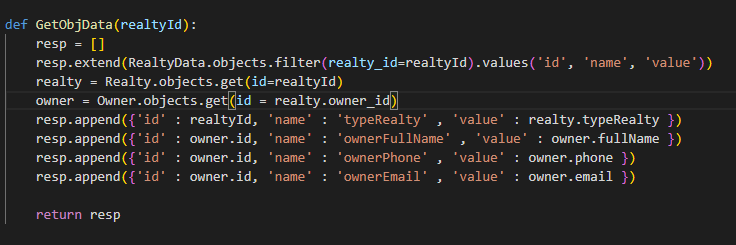 def GetObjData(realtyId):
    resp = []
    resp.extend(RealtyData.objects.filter(realty_id=realtyId).values('id', 'name', 'value'))
    realty = Realty.objects.get(id=realtyId)
    owner = Owner.objects.get(id = realty.owner_id)
    resp.append({'id' : realtyId, 'name' : 'typeRealty' , 'value' : realty.typeRealty })
    resp.append({'id' : owner.id, 'name' : 'ownerFullName' , 'value' : owner.fullName })
    resp.append({'id' : owner.id, 'name' : 'ownerPhone' , 'value' : owner.phone })
    resp.append({'id' : owner.id, 'name' : 'ownerEmail' , 'value' : owner.email })
    return resp